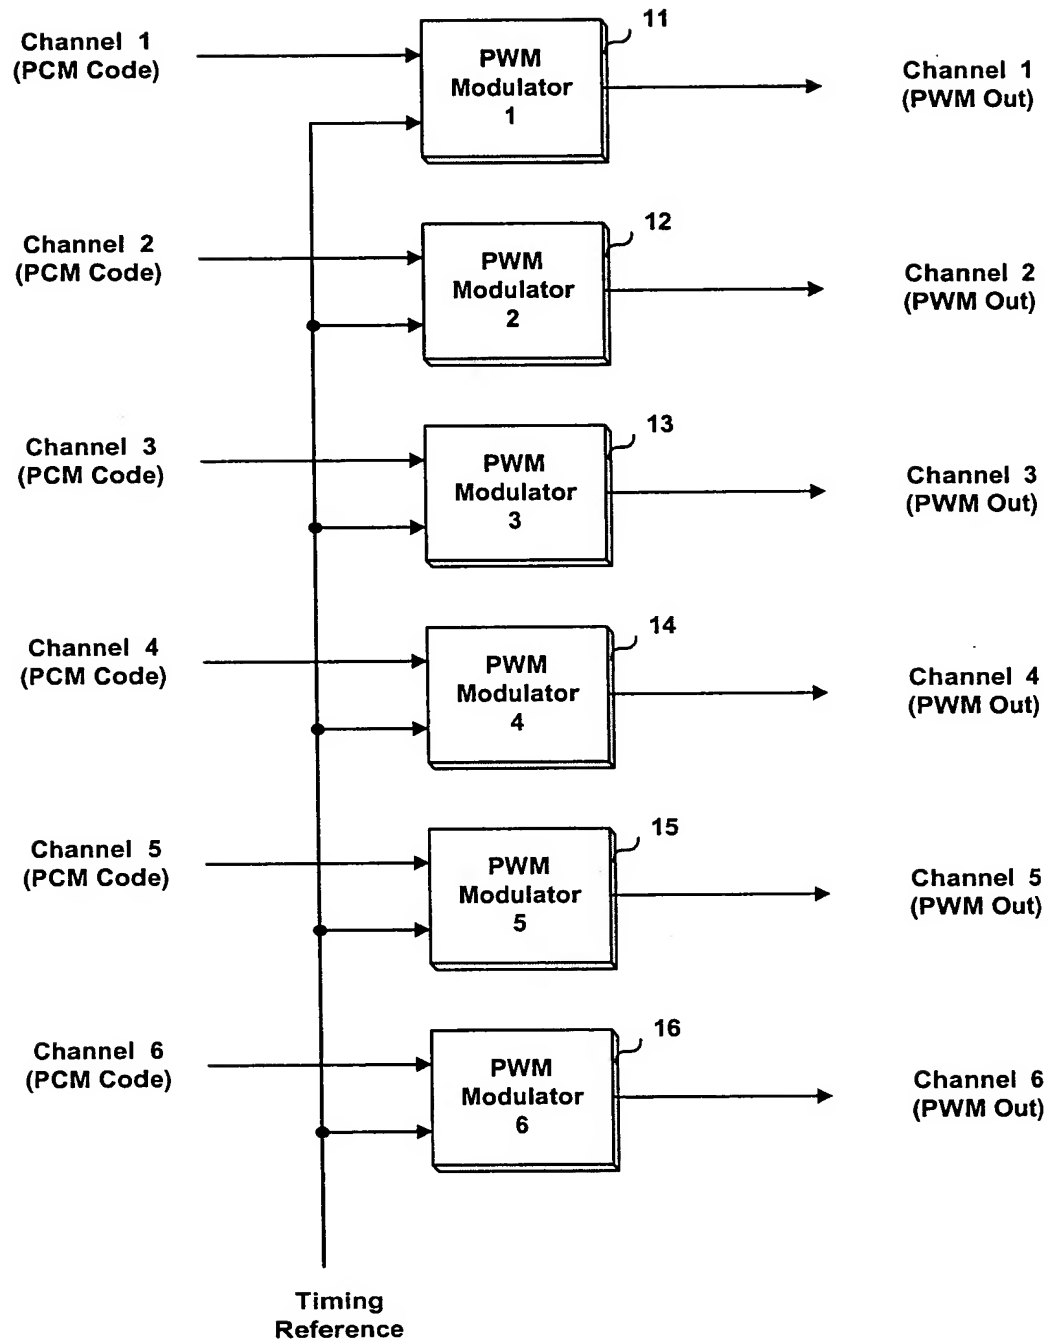 11
Channel 1
(PCM Code)
PWM
Modulator
1
Channel 1
(PWM Out)
12
Channel 2
(PCM Code)
PWM
Modulator
2
Channel 2
(PWM Out)
13
Channel 3
(PCM Code)
PWM
Modulator
3
Channel 3
(PWM Out)
14
Channel 4
(PCM Code)
PWM
Modulator
4
Channel 4
(PWM Out)
15
Channel 5
(PCM Code)
PWM
Modulator
5
Channel 5
(PWM Out)
16
Channel 6
(PCM Code)
PWM
Modulator
6
Channel 6
(PWM Out)
Timing
Reference